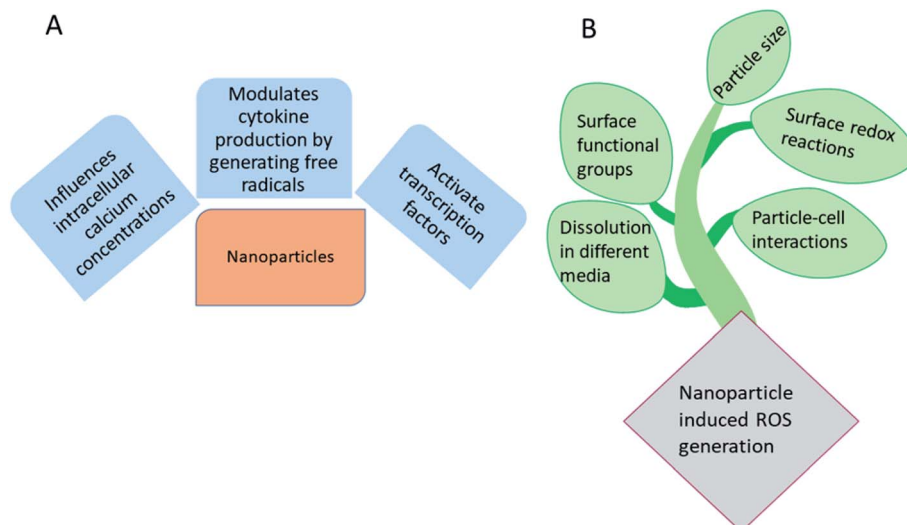 A
Influences
intracellular
calcium
concentrations
Modulates
cytokine
production by
generating free
radicals
Activate
transcription
factors
Nanoparticles
B
Particle size
Surface
functional
groups
Surface redox
reactions
Dissolution
in different
media
Particle-cell
interactions
Nanoparticle
induced ROS
generation